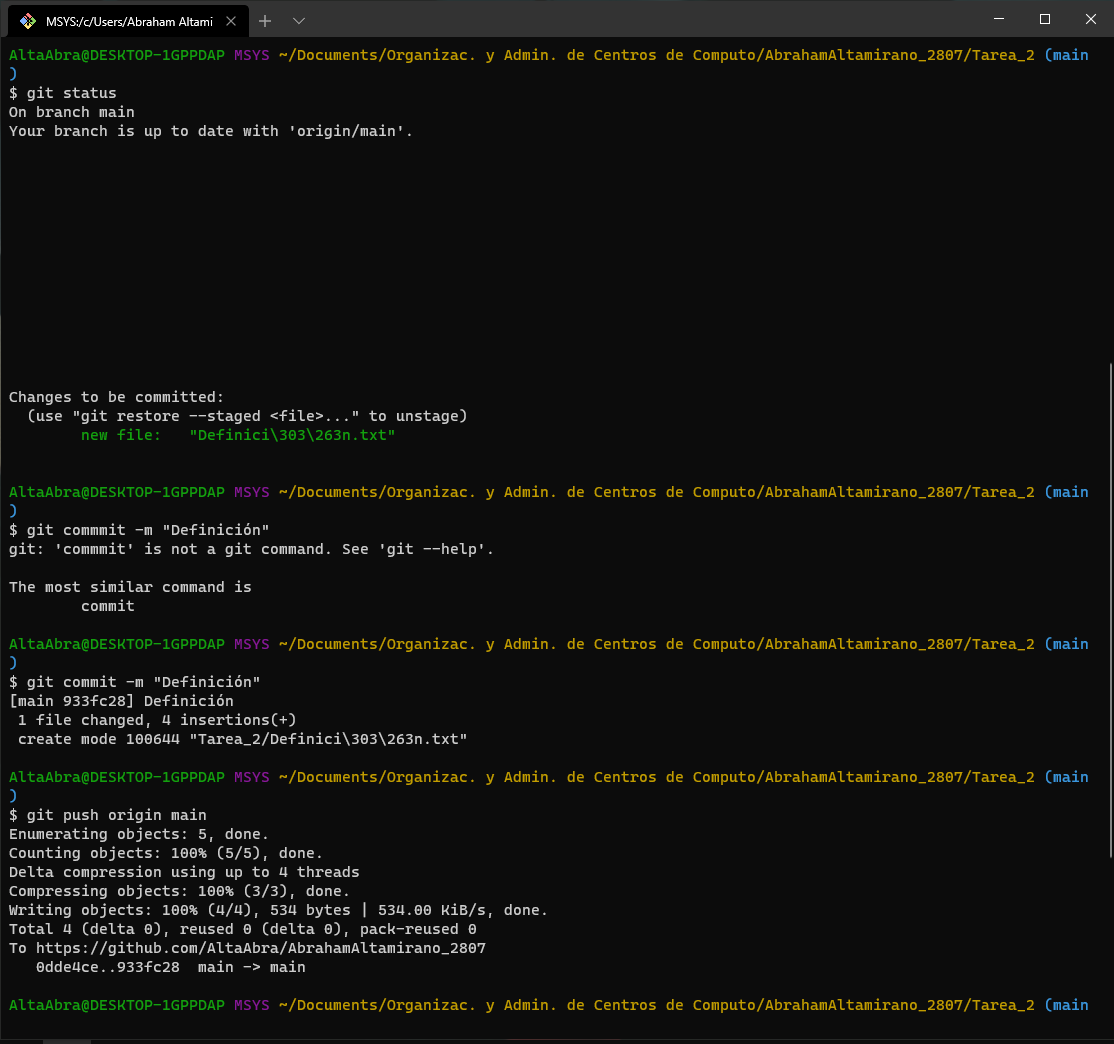 MSYS:/c/Users/Abraham Altami
AltaAbra@DESKTOP-1GPPDAP MSYS ~/Documents/Organizac. y Admin. de Centros de Computo/AbrahamAltamirano_2807/Tarea_2 (main
)
$ git status
On branch main
Your branch is up to date with 'origin/main'.
Changes to be committed:
  (use "git restore --staged <file>..." to unstage)
        new file:   "Definici\303\263n.txt"
AltaAbra@DESKTOP-1GPPDAP MSYS ~/Documents/Organizac. y Admin. de Centros de Computo/AbrahamAltamirano_2807/Tarea_2 (main
)
$ git commmit -m "Definición"
git: 'commmit' is not a git command. See 'git --help'.
The most similar command is
        commit
AltaAbra@DESKTOP-1GPPDAP MSYS ~/Documents/Organizac. y Admin. de Centros de Computo/AbrahamAltamirano_2807/Tarea_2 (main
)
$ git commit -m "Definición"
[main 933fc28] Definición
 1 file changed, 4 insertions(+)
 create mode 100644 "Tarea_2/Definici\303\263n.txt"
AltaAbra@DESKTOP-1GPPDAP MSYS ~/Documents/Organizac. y Admin. de Centros de Computo/AbrahamAltamirano_2807/Tarea_2 (main
)
$ git push origin main
Enumerating objects: 5, done.
Counting objects: 100% (5/5), done.
Delta compression using up to 4 threads
Compressing objects: 100% (3/3), done.
Writing objects: 100% (4/4), 534 bytes | 534.00 KiB/s, done.
Total 4 (delta 0), reused 0 (delta 0), pack-reused 0
To https://github.com/AltaAbra/AbrahamAltamirano_2807
   0dde4ce..933fc28  main -> main
AltaAbra@DESKTOP-1GPPDAP MSYS ~/Documents/Organizac. y Admin. de Centros de Computo/AbrahamAltamirano_2807/Tarea_2 (main